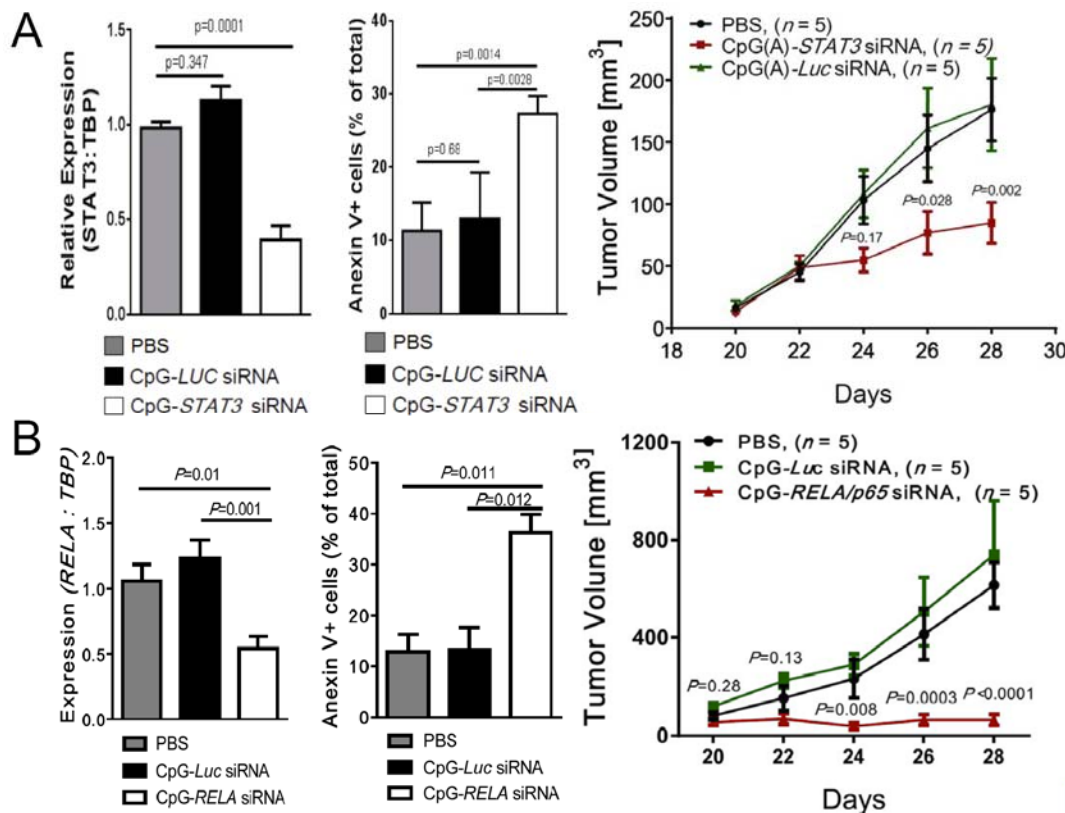 A
Relative Expression
(STAT3:TBP)
1.5
1.0
0.5
0.0
p=0.0001
p=0.347
PBS
CpG-LUC siRNA
CpG-STAT3 siRNA
Anexin V+ cells (% of total)
40
30
20
10
0
p=0.0014
p=0.0028
p=0.68
PBS
CpG-LUC siRNA
CpG-STAT3 siRNA
PBS, (n = 5)
CpG(A)-STAT3 siRNA, (n = 5)
CpG(A)-Luc siRNA, (n = 5)
Tumor Volume [mm3]
250
200
150
100
50
0
P=0.17
P=0.028
P=0.002
18 20 22 24 26 28 30
Days
B
Expression (RELA : TBP)
2.0
1.5
1.0
0.5
0.0
P=0.01
P=0.001
PBS
CpG-Luc siRNA
CpG-RELA siRNA
Anexin V+ cells (% of total)
50
40
30
20
10
0
P=0.011
P=0.012
PBS
CpG-Luc siRNA
CpG-RELA siRNA
PBS, (n = 5)
CpG-Luc siRNA, (n = 5)
CpG-RELA/p65 siRNA, (n = 5)
Tumor Volune [mm3]
1200
800
400
0
P=0.28
P=0.13
P=0.008
P=0.0003
P<0.0001
20 22 24 26 28
Days